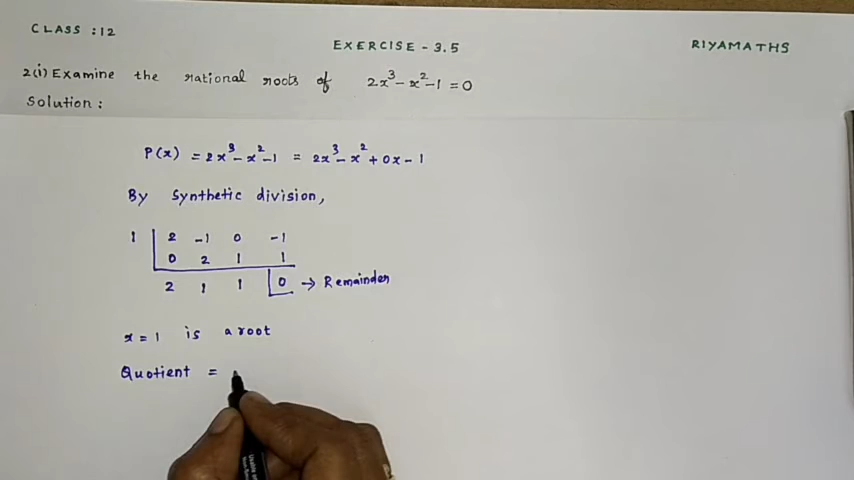 CLASS : 12
EXERCISE - 3.5
RIYAMATHS
2(i) Examine the rational roots of 2x³ - x² - 1 = 0
Solution :
P(x) = 2x³ - x² - 1 = 2x³ - x² + 0x - 1
By Synthetic division,
1 | 2 -1 0 -1
0 2 1 1
2 1 1 | 0 → Remainder
x = 1 is a root
Quotient =